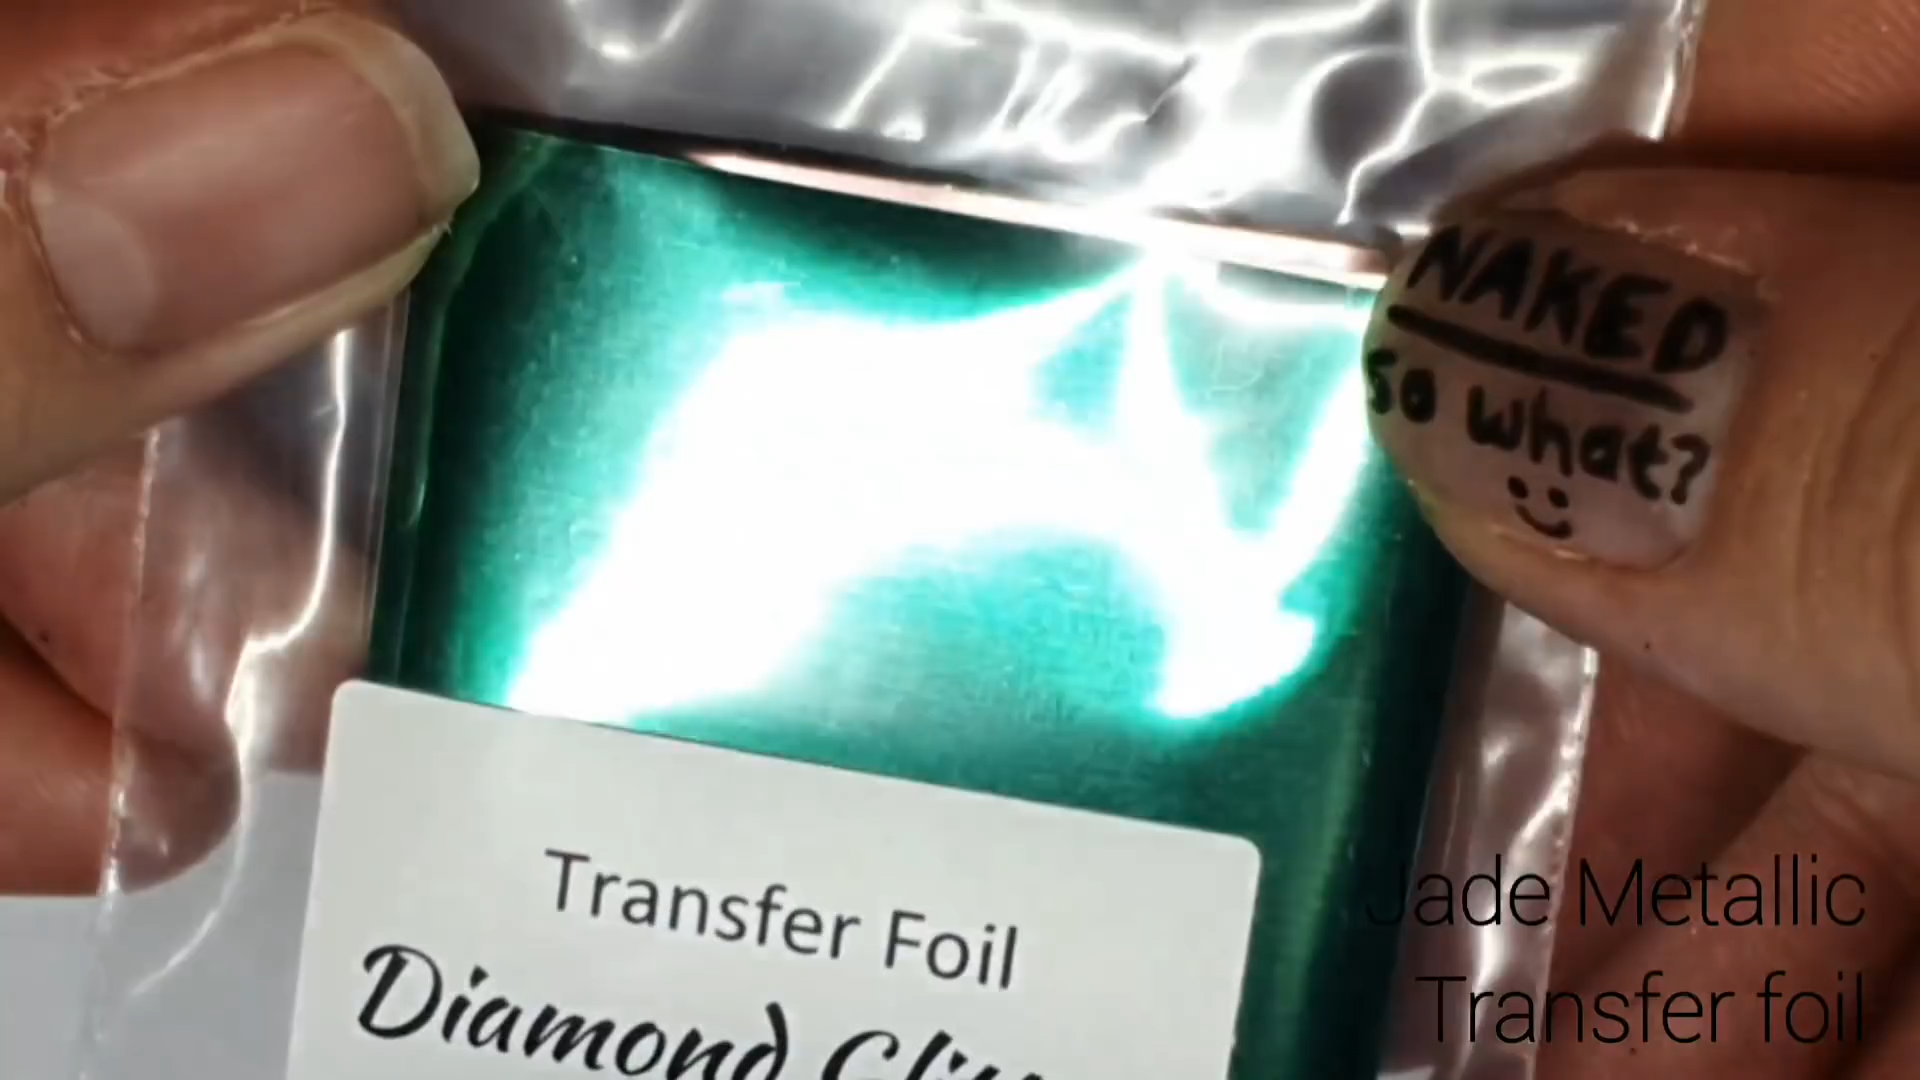 NAKED
So what?
Transfer Foil
Diamond
Jade Metallic
Transfer foil